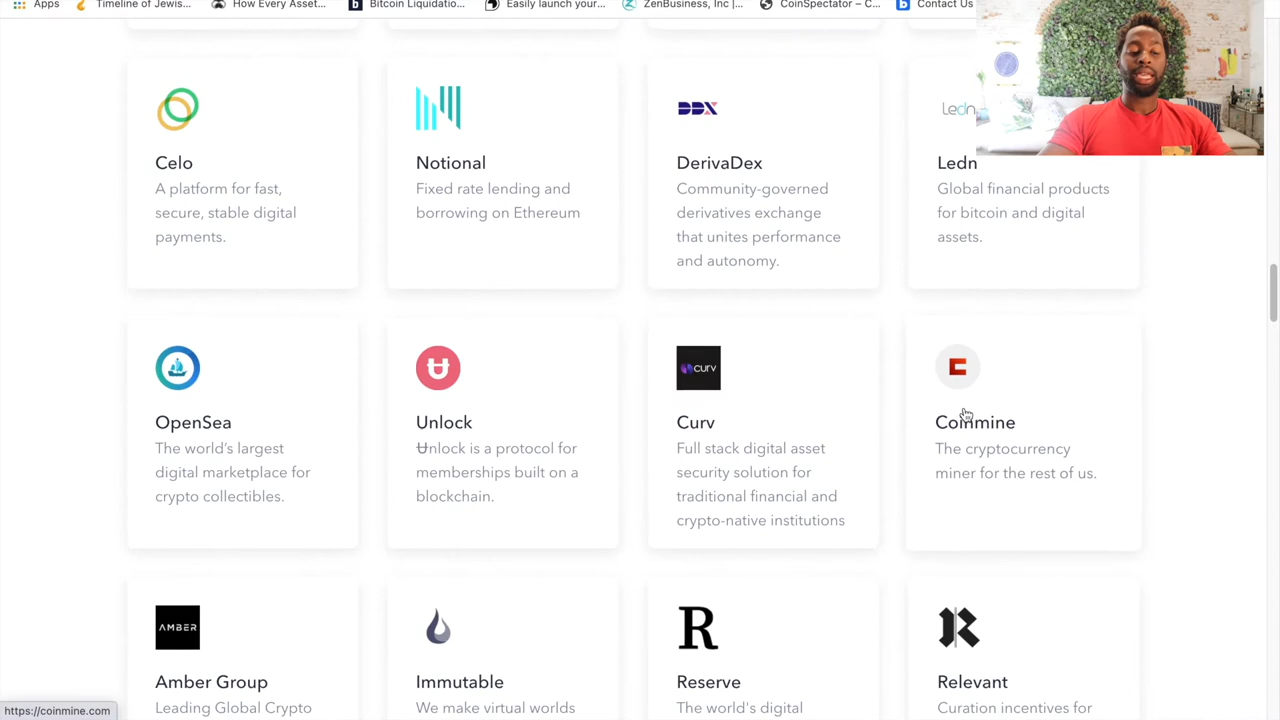 Apps Timeline of Jewis... How Every Asset... Bitcoin Liquidatio... Easily launch your... ZenBusiness, Inc |... CoinSpectator – C... Contact Us
Ledn
DDX
Celo
A platform for fast,
secure, stable digital
payments.
Notional
Fixed rate lending and
borrowing on Ethereum
DerivaDex
Community-governed
derivatives exchange
that unites performance
and autonomy.
Ledn
Global financial products
for bitcoin and digital
assets.
OpenSea
The world's largest
digital marketplace for
crypto collectibles.
Unlock
Unlock is a protocol for
memberships built on a
blockchain.
curv
Curv
Full stack digital asset
security solution for
traditional financial and
crypto-native institutions
Coinmine
The cryptocurrency
miner for the rest of us.
AMBER
Amber Group
Leading Global Crypto
Immutable
We make virtual worlds
R
Reserve
The world's digital
Relevant
Curation incentives for
https://coinmine.com